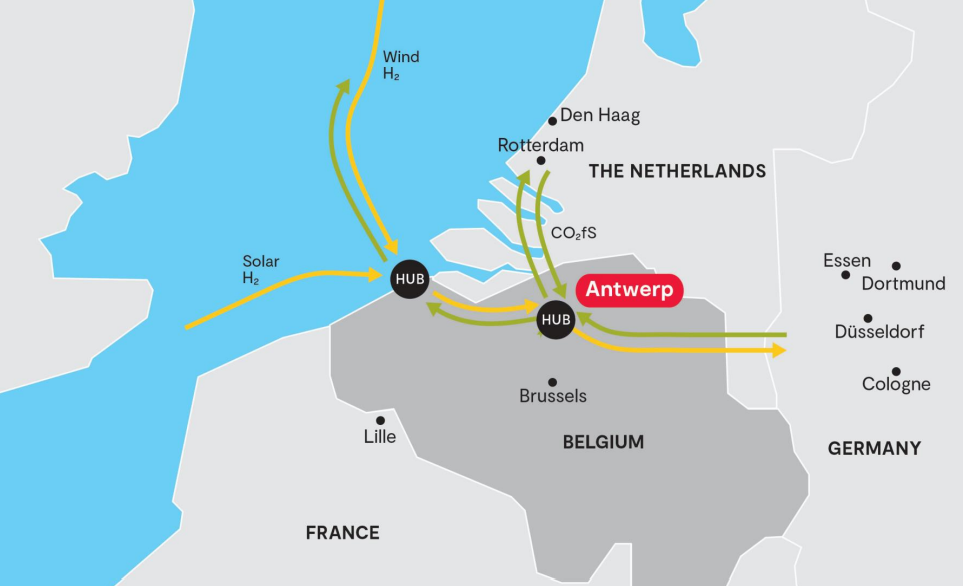 Wind
H₂
Den Haag
Rotterdam
THE NETHERLANDS
CO₂fS
Solar
H₂
HUB
Essen
Dortmund
Antwerp
HUB
Düsseldorf
Brussels
Cologne
Lille
BELGIUM
GERMANY
FRANCE